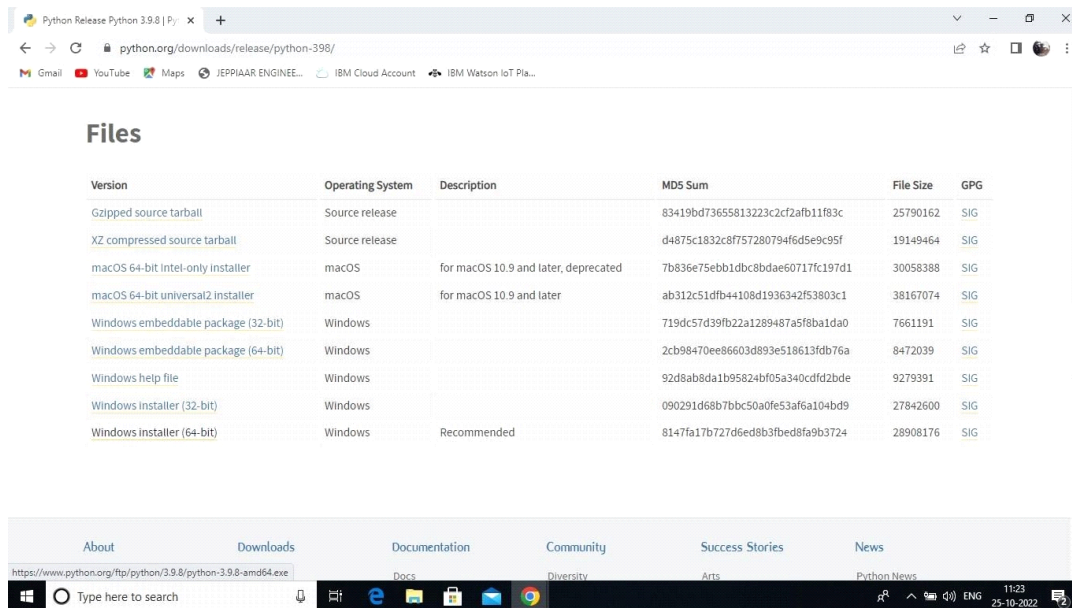 Python Release Python 3.9.8 | Py
python.org/downloads/release/python-398/
Gmail YouTube Maps JEPPIAAR ENGINEE... IBM Cloud Account IBM Watson IoT Pla...
Files
Version Operating System Description MD5 Sum File Size GPG
Gzipped source tarball Source release 83419bd73655813223c2cf2afb11f83c 25790162 SIG
XZ compressed source tarball Source release d4875c1832c8f757280794f6d5e9c95f 19149464 SIG
macOS 64-bit Intel-only installer macOS for macOS 10.9 and later, deprecated 7b836e75ebb1dbc8bdae60717fc197d1 30058388 SIG
macOS 64-bit universal2 installer macOS for macOS 10.9 and later ab312c51dfb44108d1936342f53803c1 38167074 SIG
Windows embeddable package (32-bit) Windows 719dc57d39fb22a1289487a5f8ba1da0 7661191 SIG
Windows embeddable package (64-bit) Windows 2cb98470ee86603d893e518613fdb76a 8472039 SIG
Windows help file Windows 92d8ab8da1b95824bf05a340cdfd2bde 9279391 SIG
Windows installer (32-bit) Windows 090291d68b7bbc50a0fe53af6a104bd9 27842600 SIG
Windows installer (64-bit) Windows Recommended 8147fa17b727d6ed8b3fbed8fa9b3724 28908176 SIG
About Downloads Documentation Community Success Stories News
https://www.python.org/ftp/python/3.9.8/python-3.9.8-amd64.exe Docs Diversity Arts Python News
Type here to search ENG 11:23
25-10-2022 2